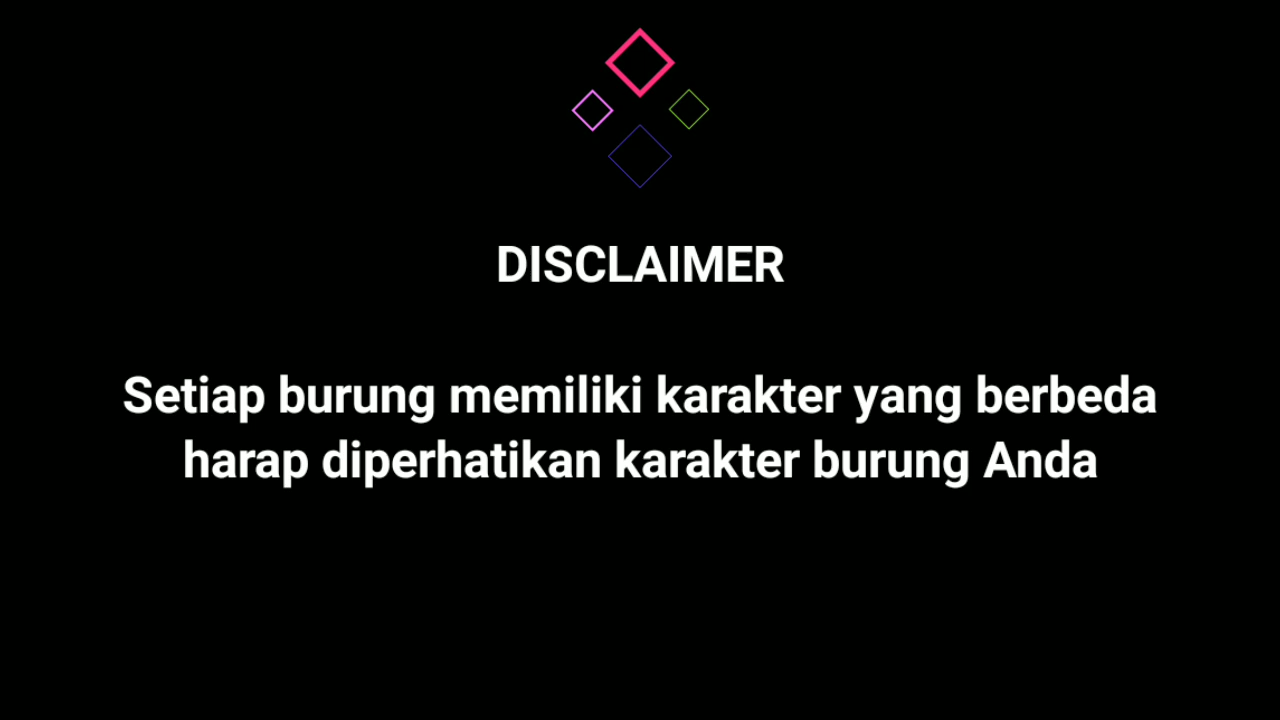 DISCLAIMER
Setiap burung memiliki karakter yang berbeda
harap diperhatikan karakter burung Anda